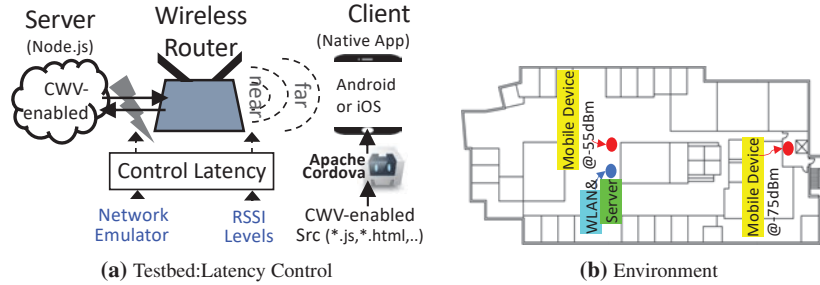 Server
(Node.js)
CWV-
enabled
Wireless
Router
near
far
Client
(Native App)
Android
or iOS
Apache
Cordova
Control Latency
Network
Emulator
RSSI
Levels
CWV-enabled
Src (*.js,*.html,..)
(a) Testbed:Latency Control
Mobile Device
@-55dBm
WLAN&
Server
Mobile Device
@-75dBm
(b) Environment